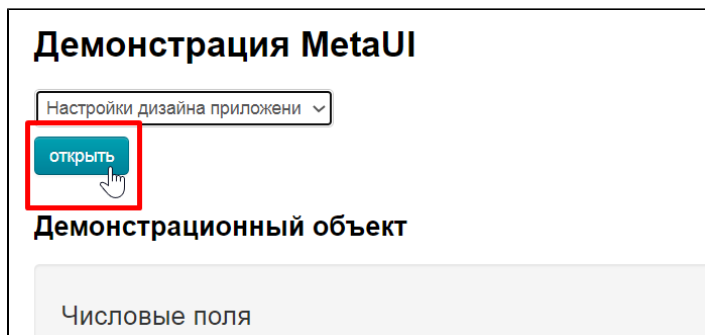 Демонстрация MetaUI
Настройки дизайна приложени
открыть
Демонстрационный объект
Числовые поля